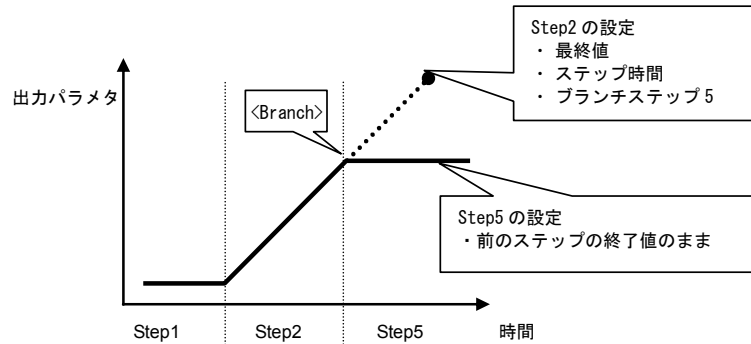 Step2 の設定
・ 最終値
・ ステップ時間
・ ブランチステップ 5
出力パラメタ
<Branch>
Step5 の設定
・前のステップの終了値のまま
Step1
Step2
Step5
時間